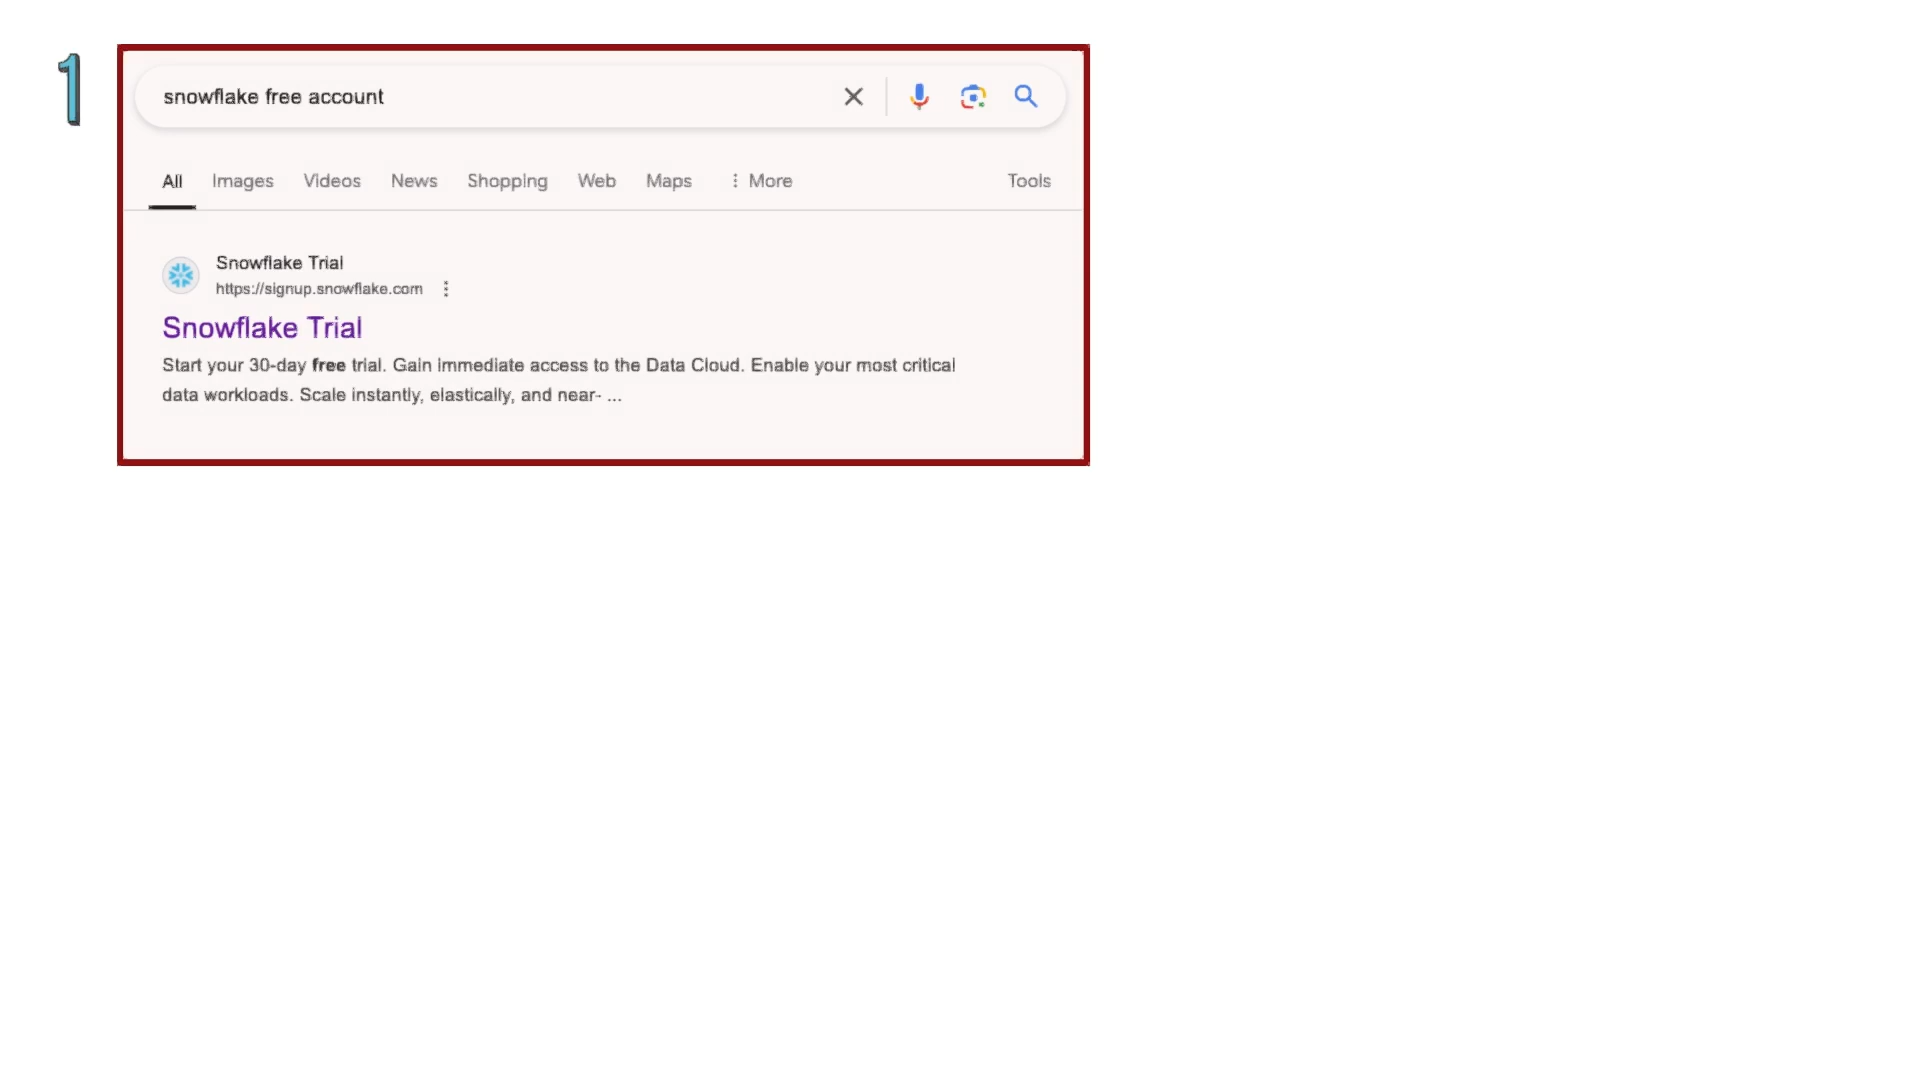 1
snowflake free account
All Images Videos News Shopping Web Maps More Tools
Snowflake Trial
https://signup.snowflake.com
Snowflake Trial
Start your 30-day free trial. Gain immediate access to the Data Cloud. Enable your most critical
data workloads. Scale instantly, elastically, and near- ...